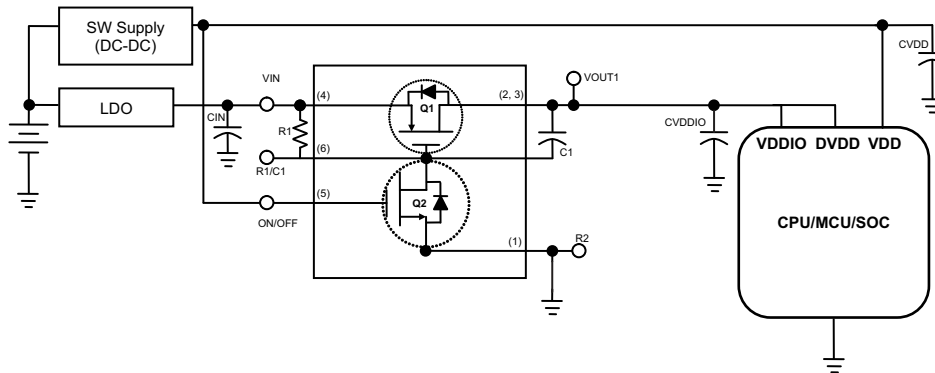 SW Supply
(DC-DC)
CVDD
LDO
VIN
VOUT1
(4)
(2, 3)
Q1
CIN
R1
CVDDIO
C1
VDDIO DVDD VDD
(6)
R1/C1
(5)
Q2
CPU/MCU/SOC
ON/OFF
(1)
R2